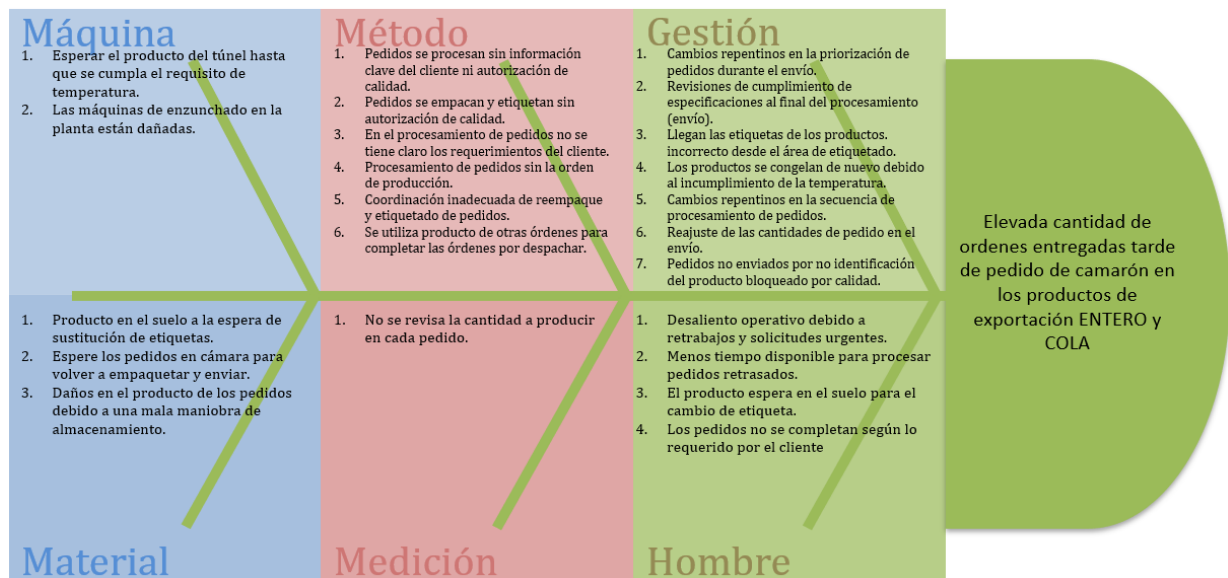 Máquina
1. Esperar el producto del túnel hasta
que se cumpla el requisito de
temperatura.
2. Las máquinas de enzunchado en la
planta están dañadas.
Método
1. Pedidos se procesan sin información
clave del cliente ni autorización de
calidad.
2. Pedidos se empacan y etiquetan sin
autorización de calidad.
3. En el procesamiento de pedidos no se
tiene claro los requerimientos del cliente.
4. Procesamiento de pedidos sin la orden
de producción.
5. Coordinación inadecuada de reempaque
y etiquetado de pedidos.
6. Se utiliza producto de otras órdenes para
completar las órdenes por despachar.
Gestión
1. Cambios repentinos en la priorización de
pedidos durante el envío.
2. Revisiones de cumplimiento de
especificaciones al final del procesamiento
(envío).
3. Llegan las etiquetas de los productos.
incorrecto desde el área de etiquetado.
4. Los productos se congelan de nuevo debido
al incumplimiento de la temperatura.
5. Cambios repentinos en la secuencia de
procesamiento de pedidos.
6. Reajuste de las cantidades de pedido en el
envío.
7. Pedidos no enviados por no identificación
del producto bloqueado por calidad.
1. Producto en el suelo a la espera de
sustitución de etiquetas.
2. Espere los pedidos en cámara para
volver a empaquetar y enviar.
3. Daños en el producto de los pedidos
debido a una mala maniobra de
almacenamiento.
Material
1. No se revisa la cantidad a producir
en cada pedido.
Medición
1. Desaliento operativo debido a
retrabajos y solicitudes urgentes.
2. Menos tiempo disponible para procesar
pedidos retrasados.
3. El producto espera en el suelo para el
cambio de etiqueta.
4. Los pedidos no se completan según lo
requerido por el cliente
Hombre
Elevada cantidad de
ordenes entregadas tarde
de pedido de camarón en
los productos de
exportación ENTERO y
COLA